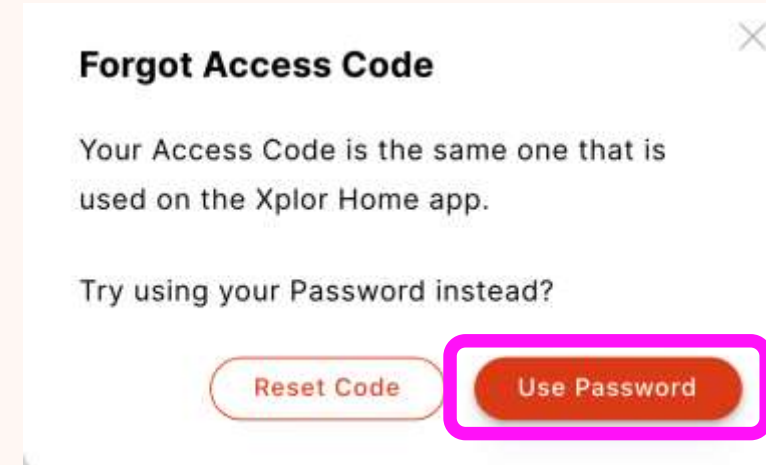 Forgot Access Code
Your Access Code is the same one that is
used on the Xplor Home app.
Try using your Password instead?
Reset Code
Use Password